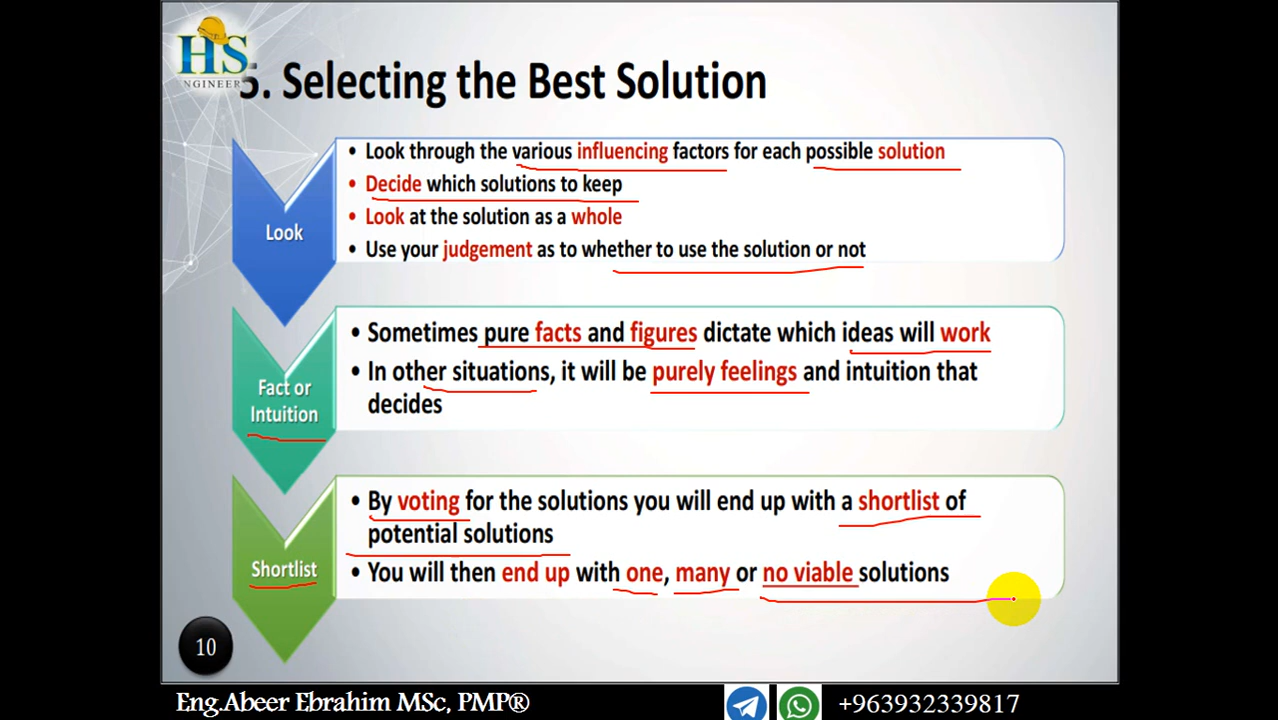 HS
NGINEER
5. Selecting the Best Solution
Look
• Look through the various influencing factors for each possible solution
• Decide which solutions to keep
• Look at the solution as a whole
• Use your judgement as to whether to use the solution or not
Fact or
Intuition
• Sometimes pure facts and figures dictate which ideas will work
• In other situations, it will be purely feelings and intuition that
decides
Shortlist
• By voting for the solutions you will end up with a shortlist of
potential solutions
• You will then end up with one, many or no viable solutions
10
Eng.Abeer Ebrahim MSc, PMP®
+963932339817